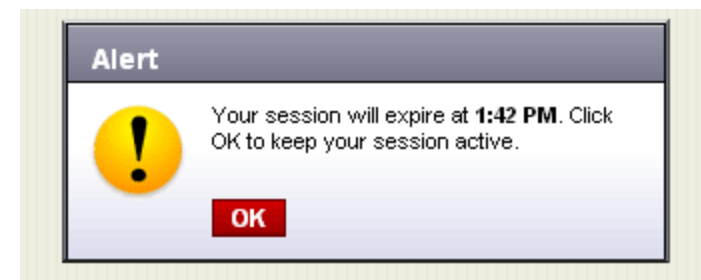 Alert
Your session will expire at 1:42 PM. Click
OK to keep your session active.
OK